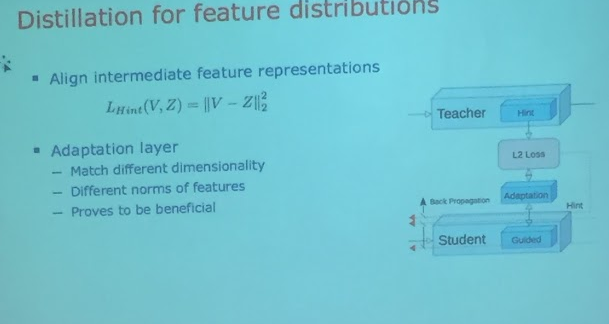 Distillation for feature distributions
Align intermediate feature representations
L_{Hint}(V, Z) = ||V − Z||_2^2
Adaptation layer
— Match different dimensionality
— Different norms of features
— Proves to be beneficial
Teacher
Hint
L2 Loss
Adaptation
Back Propagation
Hint
Student
Guided